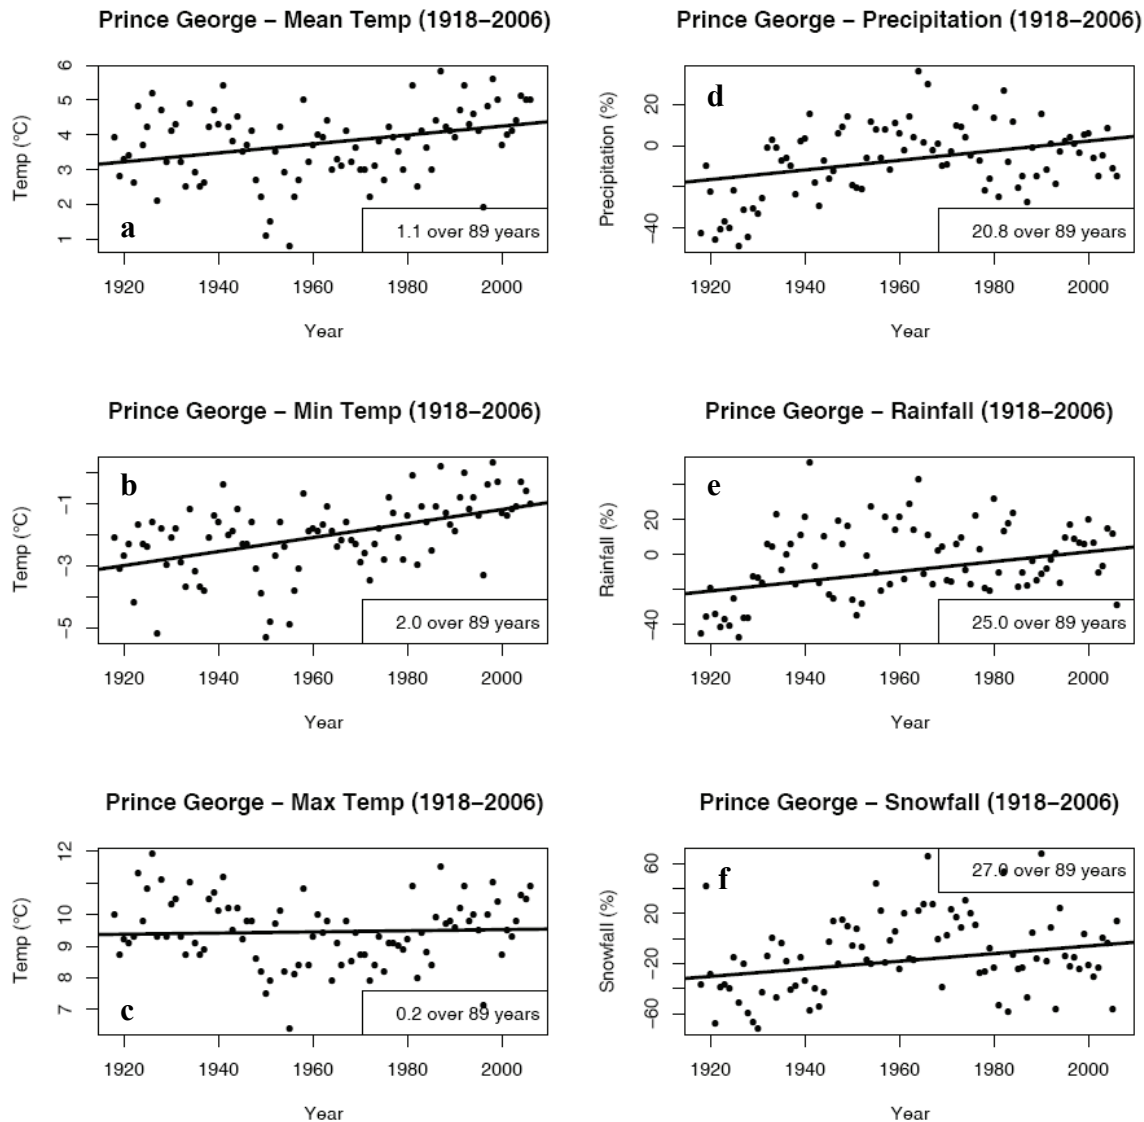 Prince George – Mean Temp (1918–2006)
Temp (°C)
6
5
4
3
2
1
a
1.1 over 89 years
1920 1940 1960 1980 2000
Year
Prince George – Precipitation (1918–2006)
Precipitation (%)
20
0
−40
d
20.8 over 89 years
1920 1940 1960 1980 2000
Year
Prince George – Min Temp (1918–2006)
Temp (°C)
−1
−3
−5
b
2.0 over 89 years
1920 1940 1960 1980 2000
Year
Prince George – Rainfall (1918–2006)
Rainfall (%)
20
0
−40
e
25.0 over 89 years
1920 1940 1960 1980 2000
Year
Prince George – Max Temp (1918–2006)
Temp (°C)
12
10
9
8
7
c
0.2 over 89 years
1920 1940 1960 1980 2000
Year
Prince George – Snowfall (1918–2006)
Snowfall (%)
60
20
−20
−60
f
27.0 over 89 years
1920 1940 1960 1980 2000
Year